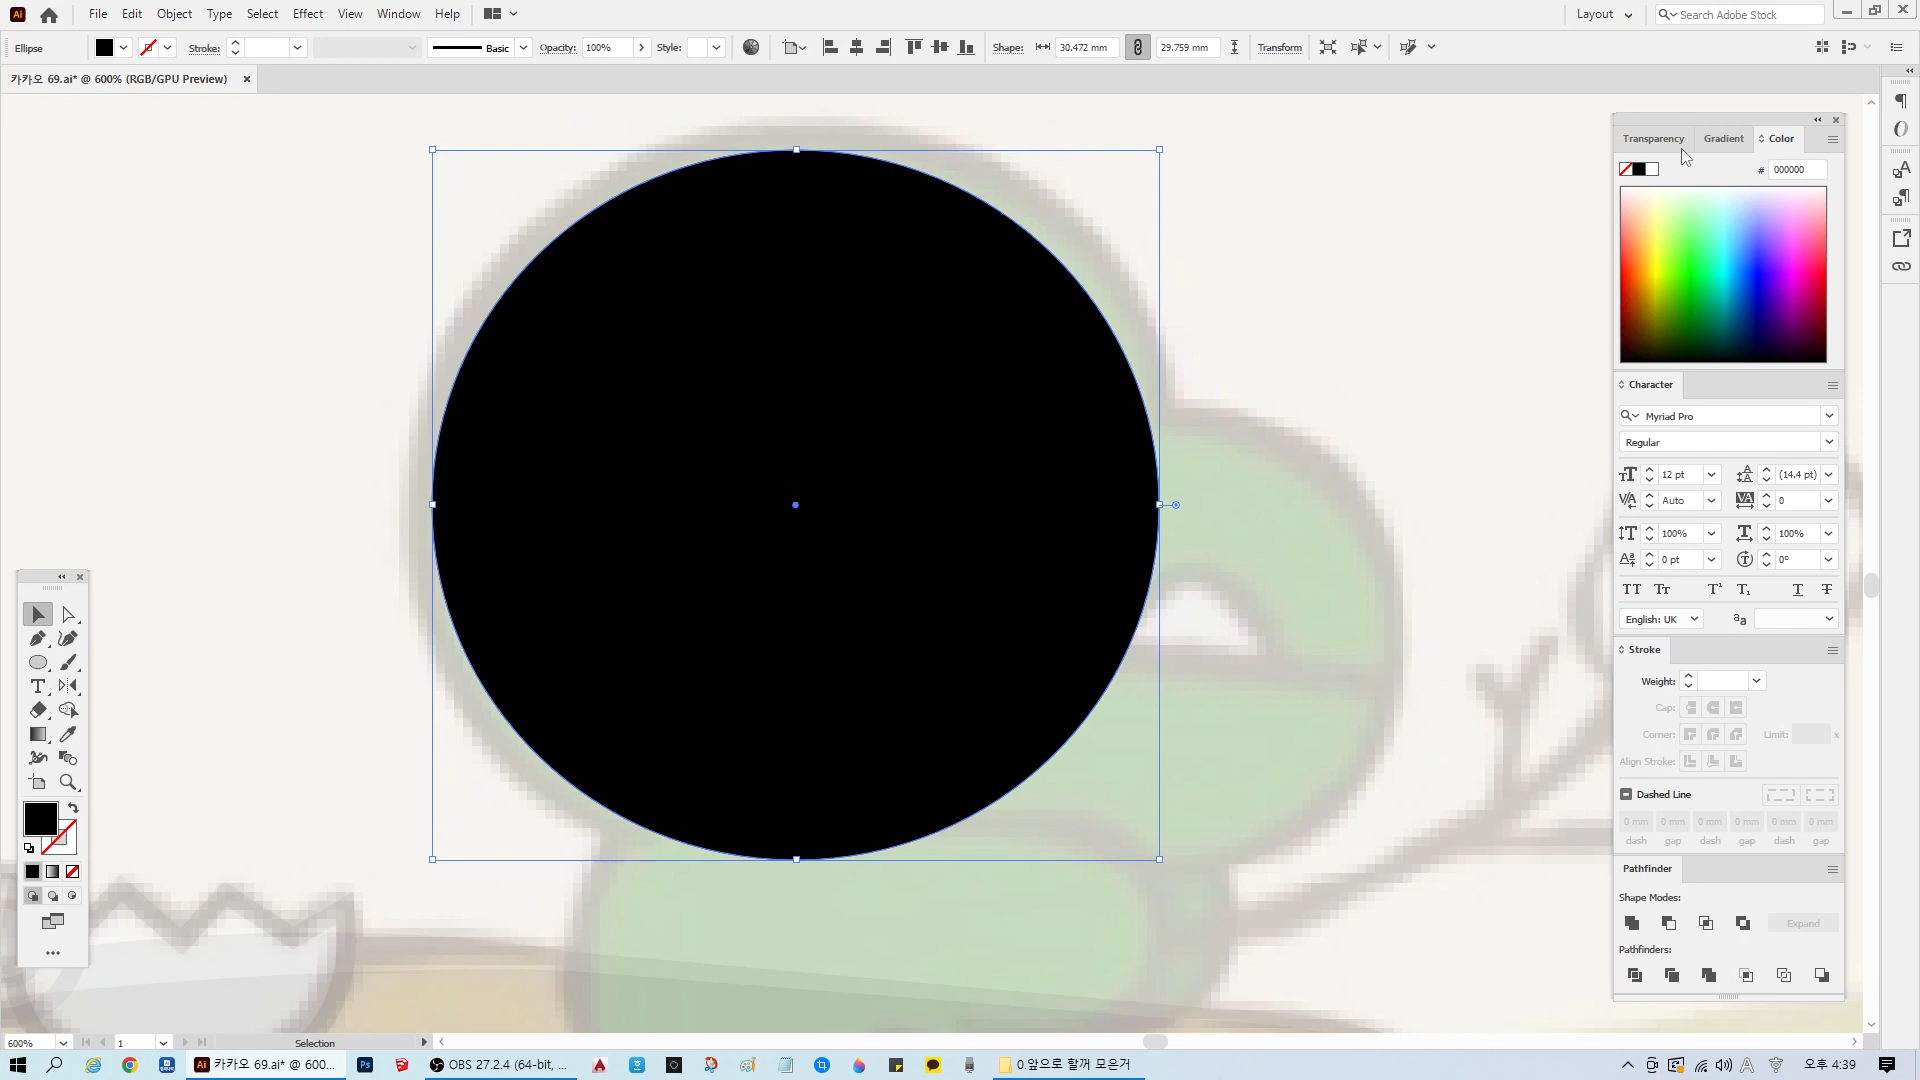 Ai File Edit Object Type Select Effect View Window Help Layout Search Adobe Stock
Ellipse Stroke: Basic Opacity: 100% Style: Shape: 30.472 mm 29.759 mm Transform
카카오 69.ai* @ 600% (RGB/GPU Preview)
Transparency Gradient Color
# 000000
Character
Myriad Pro
Regular
12 pt (14.4 pt)
Auto 0
100% 100%
0 pt 0°
English: UK
Stroke
Weight:
Cap:
Corner: Limit: x
Align Stroke:
Dashed Line
0 mm 0 mm 0 mm 0 mm 0 mm 0 mm
dash gap dash gap dash gap
Pathfinder
Shape Modes:
Expand
Pathfinders:
600% 1 Selection
Ai 카카오 69.ai* @ 600... Ps OBS 27.2.4 (64-bit, ... 0.앞으로 할꺼 모은거 A 오후 4:39